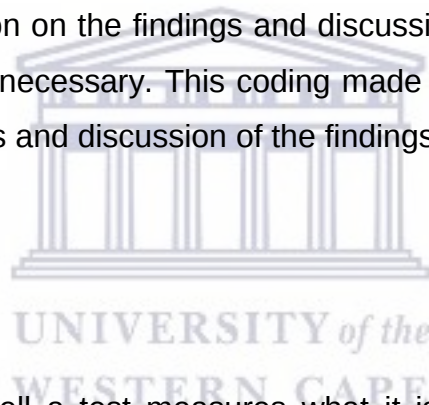 on on the findings and discussi
necessary. This coding made
s and discussion of the findings
UNIVERSITY of the
ell a test measures what it is
WESTERN CAPE